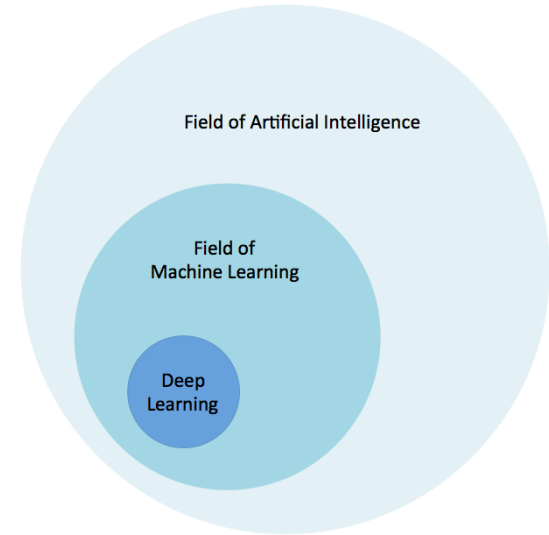 Field of Artificial Intelligence
Field of
Machine Learning
Deep
Learning